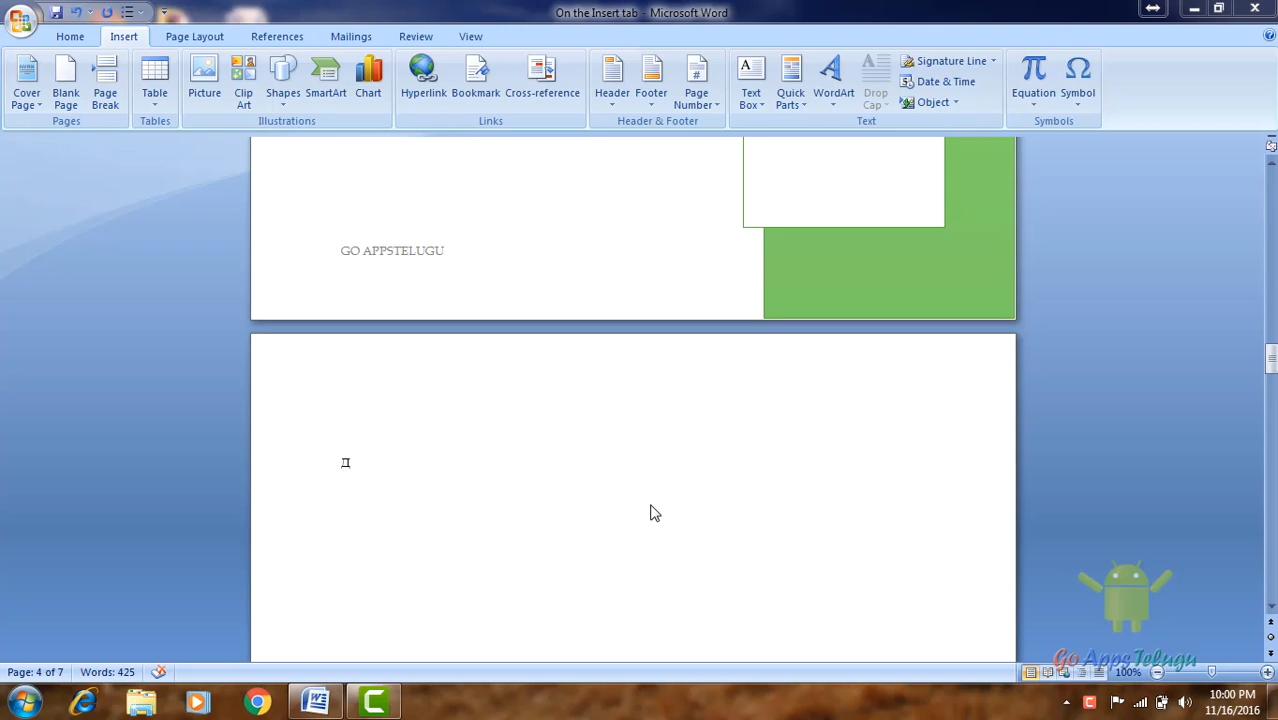 On the Insert tab - Microsoft Word
Home Insert Page Layout References Mailings Review View
Cover Page
Blank Page
Page Break
Table
Picture
Clip Art
Shapes
SmartArt
Chart
Hyperlink
Bookmark
Cross-reference
Header
Footer
Page Number
Text Box
Quick Parts
WordArt
Drop Cap
Signature Line
Date & Time
Object
Equation
Symbol
Pages Tables Illustrations Links Header & Footer Text Symbols
GO APPSTELUGU
Д
Go Apps Telugu
Page: 4 of 7 Words: 425 100%
10:00 PM
11/16/2016